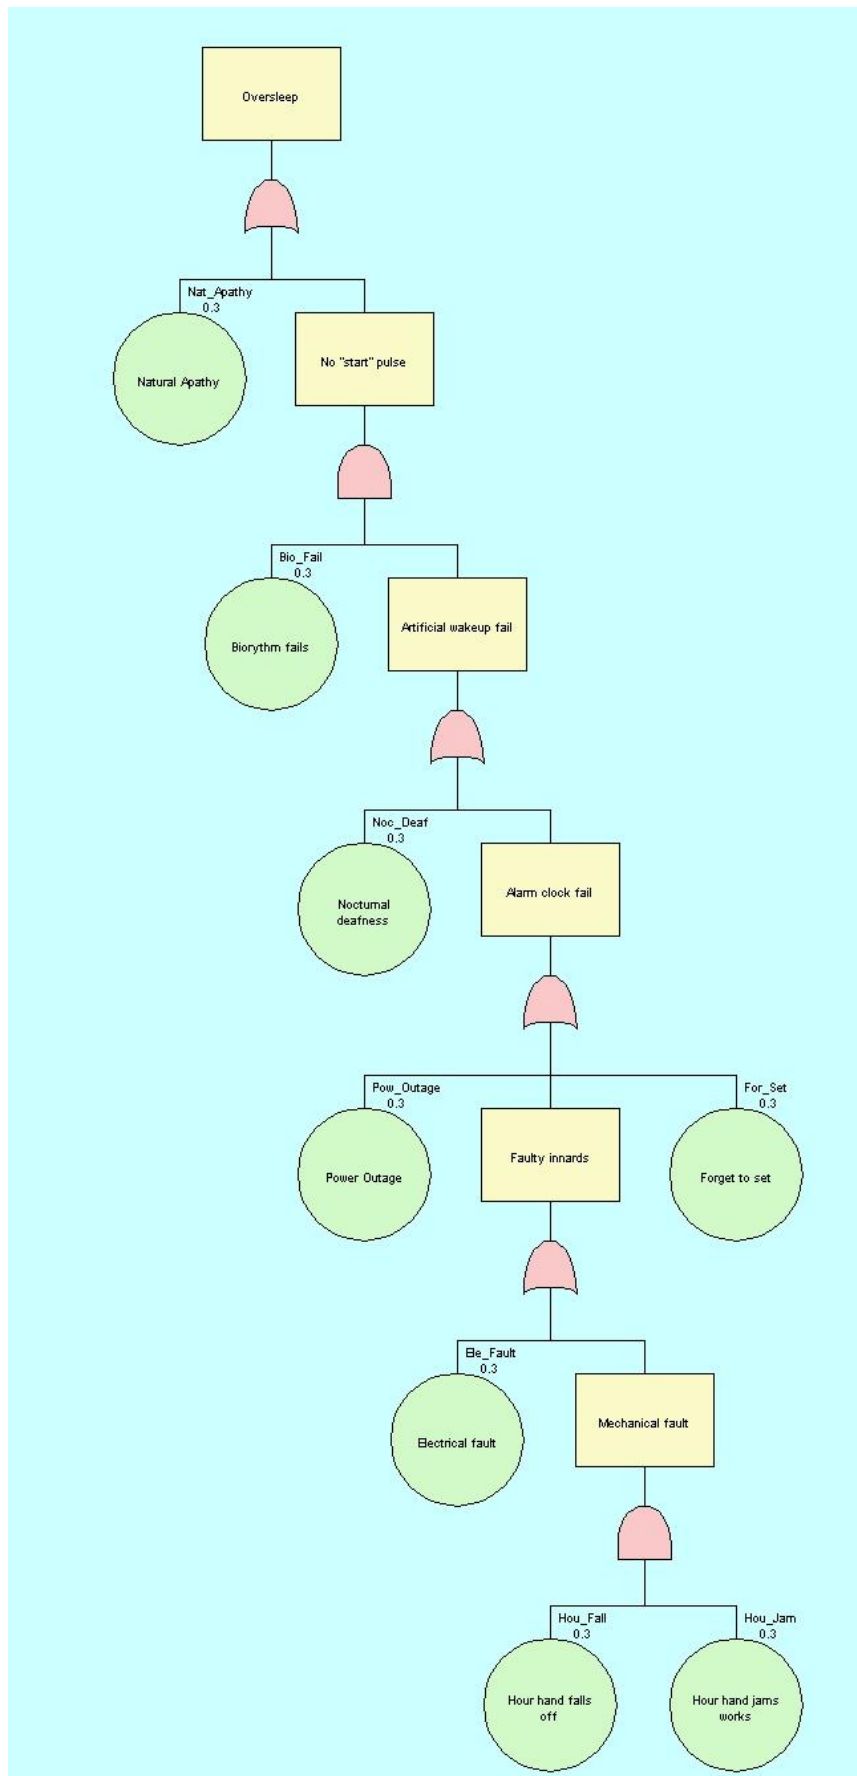 Oversleep
Nat_Apathy
0.3
Natural Apathy
No "start" pulse
Bio_Fail
0.3
Biorythm fails
Artificial wakeup fail
Noc_Deaf
0.3
Nocturnal
deafness
Alarm clock fail
Pow_Outage
0.3
For_Set
0.3
Power Outage
Faulty innards
Forget to set
Ele_Fault
0.3
Electrical fault
Mechanical fault
Hou_Fall
0.3
Hou_Jam
0.3
Hour hand falls
off
Hour hand jams
works